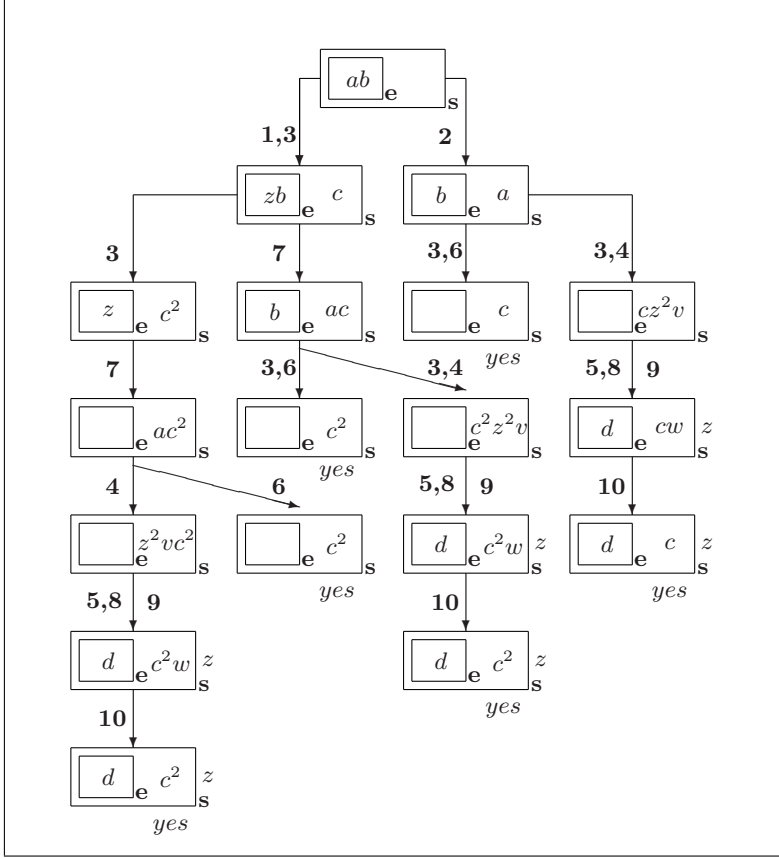 ab e s
1,3 2
zb e c s b e a s
3 7 3,6 3,4
z e c² s b e ac s e c s e cz²v s
yes
7 3,6 3,4 5,8 9
e ac² s e c² s e c²z²v s d e cw z s
yes
4 6 5,8 9 10
e z²vc² s e c² s d e c²w z s d e c z s
yes yes
5,8 9 10
d e c²w z s d e c² z s
yes
10
d e c² z s
yes